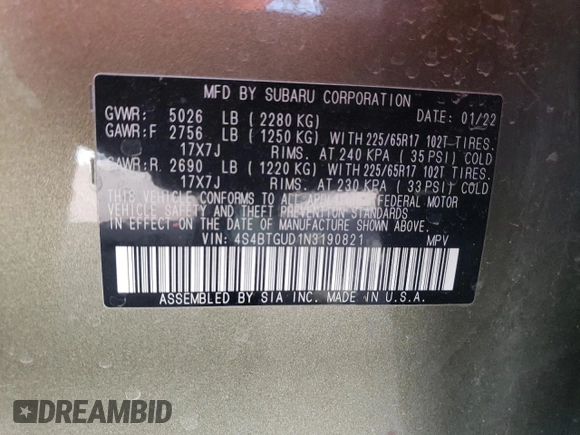 MFD BY SUBARU CORPORATION
GVWR: 5026 LB (2280 KG) DATE: 01/22
GAWR:F 2756 LB (1250 KG) WITH 225/65R17 102T TIRES.
17X7J RIMS. AT 240 KPA (35 PSI) COLD
GAWR:R. 2690 LB (1220 KG) WITH 225/65R17 102T TIRES.
17X7J RIMS. AT 230 KPA (33 PSI) COLD
THIS VEHICLE CONFORMS TO ALL APPLICABLE FEDERAL MOTOR
VEHICLE SAFETY AND THEFT PREVENTION STANDARDS
IN EFFECT ON THE DATE OF MANUFACTURE SHOWN ABOVE.
VIN: 4S4BTGUD1N3190821 MPV
ASSEMBLED BY SIA INC. MADE IN U.S.A.
DREAMBID